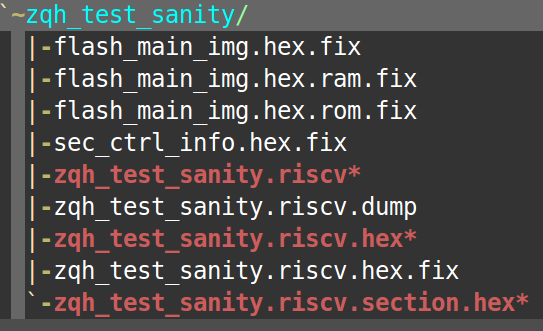 `~zqh_test_sanity/
|-flash_main_img.hex.fix
|-flash_main_img.hex.ram.fix
|-flash_main_img.hex.rom.fix
|-sec_ctrl_info.hex.fix
|-zqh_test_sanity.riscv*
|-zqh_test_sanity.riscv.dump
|-zqh_test_sanity.riscv.hex*
|-zqh_test_sanity.riscv.hex.fix
`-zqh_test_sanity.riscv.section.hex*